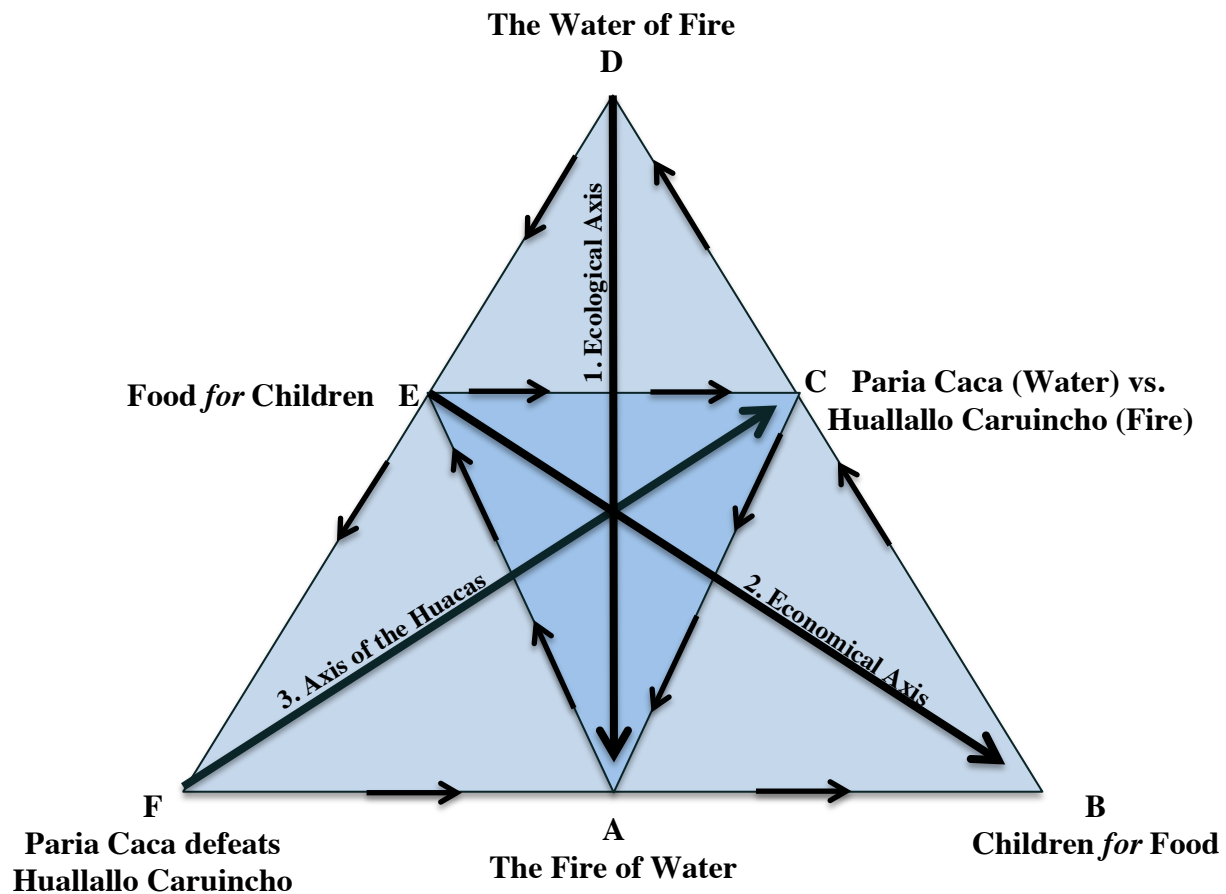 The Water of Fire
D
1. Ecological Axis
Food for Children E
C Paria Caca (Water) vs.
Huallallo Caruincho (Fire)
3. Axis of the Huacas
2. Economical Axis
F
Paria Caca defeats
Huallallo Caruincho
A
The Fire of Water
B
Children for Food